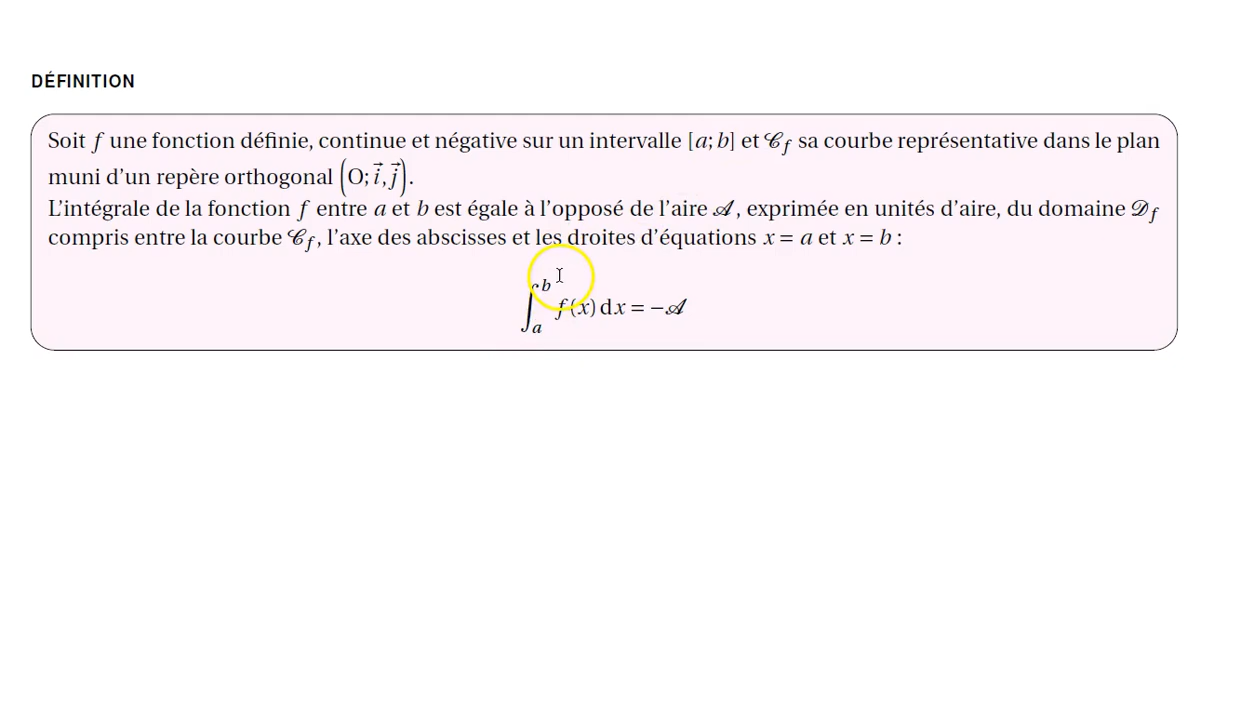 DÉFINITION
Soit f une fonction définie, continue et négative sur un intervalle [a; b] et 𝒞f sa courbe représentative dans le plan
muni d’un repère orthogonal (O; i⃗, j⃗).
L’intégrale de la fonction f entre a et b est égale à l’opposé de l’aire 𝒜, exprimée en unités d’aire, du domaine 𝒟f
compris entre la courbe 𝒞f, l’axe des abscisses et les droites d’équations x = a et x = b :
∫_a^b f(x) dx = −𝒜